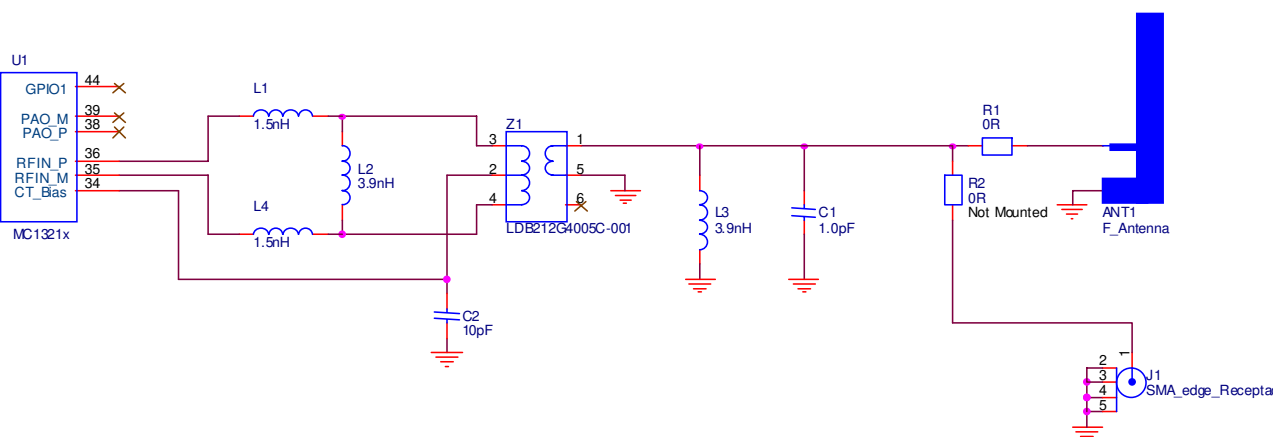 U1
44
GPIO1
39
PAO_M
38
PAO_P
36
RFIN_P
35
RFIN_M
34
CT_Bias
MC1321x
L1
1.5nH
L2
3.9nH
L4
1.5nH
C2
10pF
Z1
3
1
2
5
4
6
LDB212G4005C-001
L3
3.9nH
C1
1.0pF
R1
0R
R2
0R
Not Mounted
ANT1
F_Antenna
1
2
3
4
5
J1
SMA_edge_Recepta